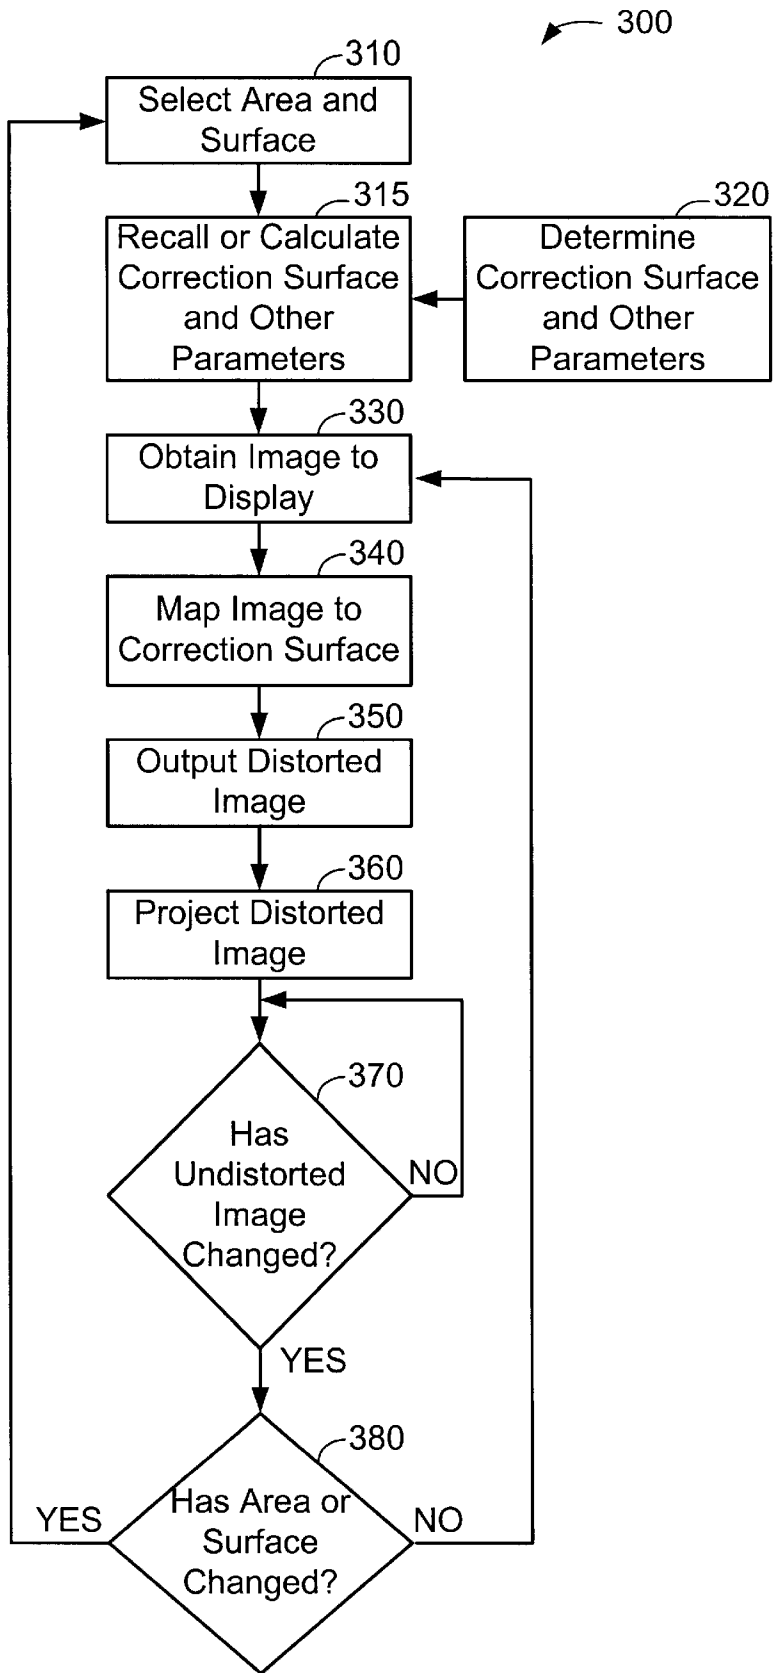 300
310
Select Area and
Surface
315
Recall or Calculate
Correction Surface
and Other
Parameters
320
Determine
Correction Surface
and Other
Parameters
330
Obtain Image to
Display
340
Map Image to
Correction Surface
350
Output Distorted
Image
360
Project Distorted
Image
370
Has
Undistorted
Image
Changed?
NO
YES
380
Has Area or
Surface
Changed?
YES
NO